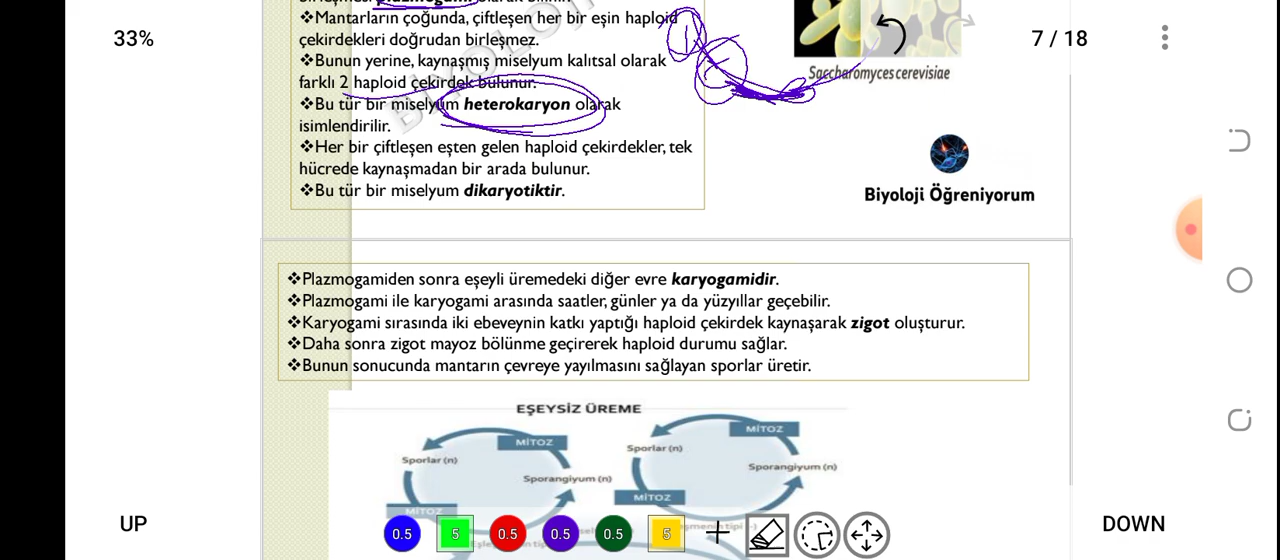 33%
7 / 18
plazmogami olarak bilinir.
❖Mantarların çoğunda, çiftleşen her bir eşin haploid
çekirdekleri doğrudan birleşmez.
❖Bunun yerine, kaynaşmış miselyum kalıtsal olarak
farklı 2 haploid çekirdek bulunur.
❖Bu tür bir miselyum heterokaryon olarak
isimlendirilir.
❖Her bir çiftleşen eşten gelen haploid çekirdekler, tek
hücrede kaynaşmadan bir arada bulunur.
❖Bu tür bir miselyum dikaryotiktir.
Saccharomyces cerevisiae
Biyoloji Öğreniyorum
❖Plazmogamiden sonra eşeyli üremedeki diğer evre karyogamidir.
❖Plazmogami ile karyogami arasında saatler, günler ya da yüzyıllar geçebilir.
❖Karyogami sırasında iki ebeveynin katkı yaptığı haploid çekirdek kaynaşarak zigot oluşturur.
❖Daha sonra zigot mayoz bölünme geçirerek haploid durumu sağlar.
❖Bunun sonucunda mantarın çevreye yayılmasını sağlayan sporlar üretir.
EŞEYSİZ ÜREME
MİTOZ
Sporlar (n)
Sporangiyum (n)
MİTOZ
MİTOZ
Sporlar (n)
Sporangiyum (n)
MİTOZ
UP
0.5
5
0.5
0.5
0.5
5
DOWN